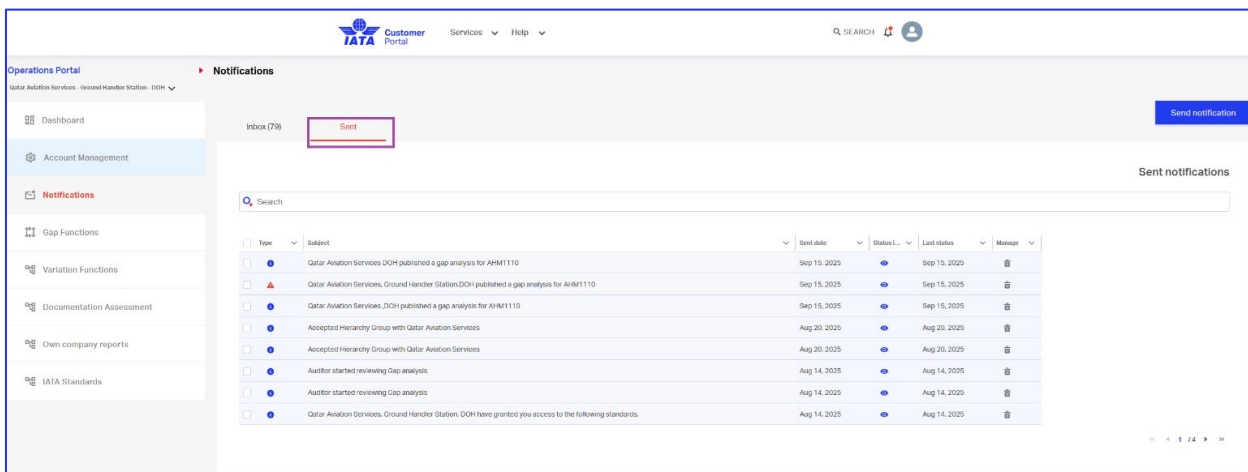 IATA
Customer
Portal
Services
Help
SEARCH
Operations Portal
Qatar Aviation Services - Ground Handler Station - DOH
Notifications
Dashboard
Account Management
Notifications
Gap Functions
Variation Functions
Documentation Assessment
Own company reports
IATA Standards
Inbox (79)
Sent
Send notification
Sent notifications
Search
Type Subject Sent date Status i... Last status Manage
Qatar Aviation Services DOH published a gap analysis for AHM1110 Sep 15, 2025 Sep 15, 2025
Qatar Aviation Services, Ground Handler Station,DOH published a gap analysis for AHM1110 Sep 15, 2025 Sep 15, 2025
Qatar Aviation Services ,DOH published a gap analysis for AHM1110 Sep 15, 2025 Sep 15, 2025
Accepted Hierarchy Group with Qatar Aviation Services Aug 20, 2025 Aug 20, 2025
Accepted Hierarchy Group with Qatar Aviation Services Aug 20, 2025 Aug 20, 2025
Auditor started reviewing Gap analysis Aug 14, 2025 Aug 14, 2025
Auditor started reviewing Gap analysis Aug 14, 2025 Aug 14, 2025
Qatar Aviation Services, Ground Handler Station, DOH have granted you access to the following standards. Aug 14, 2025 Aug 14, 2025
1 / 4